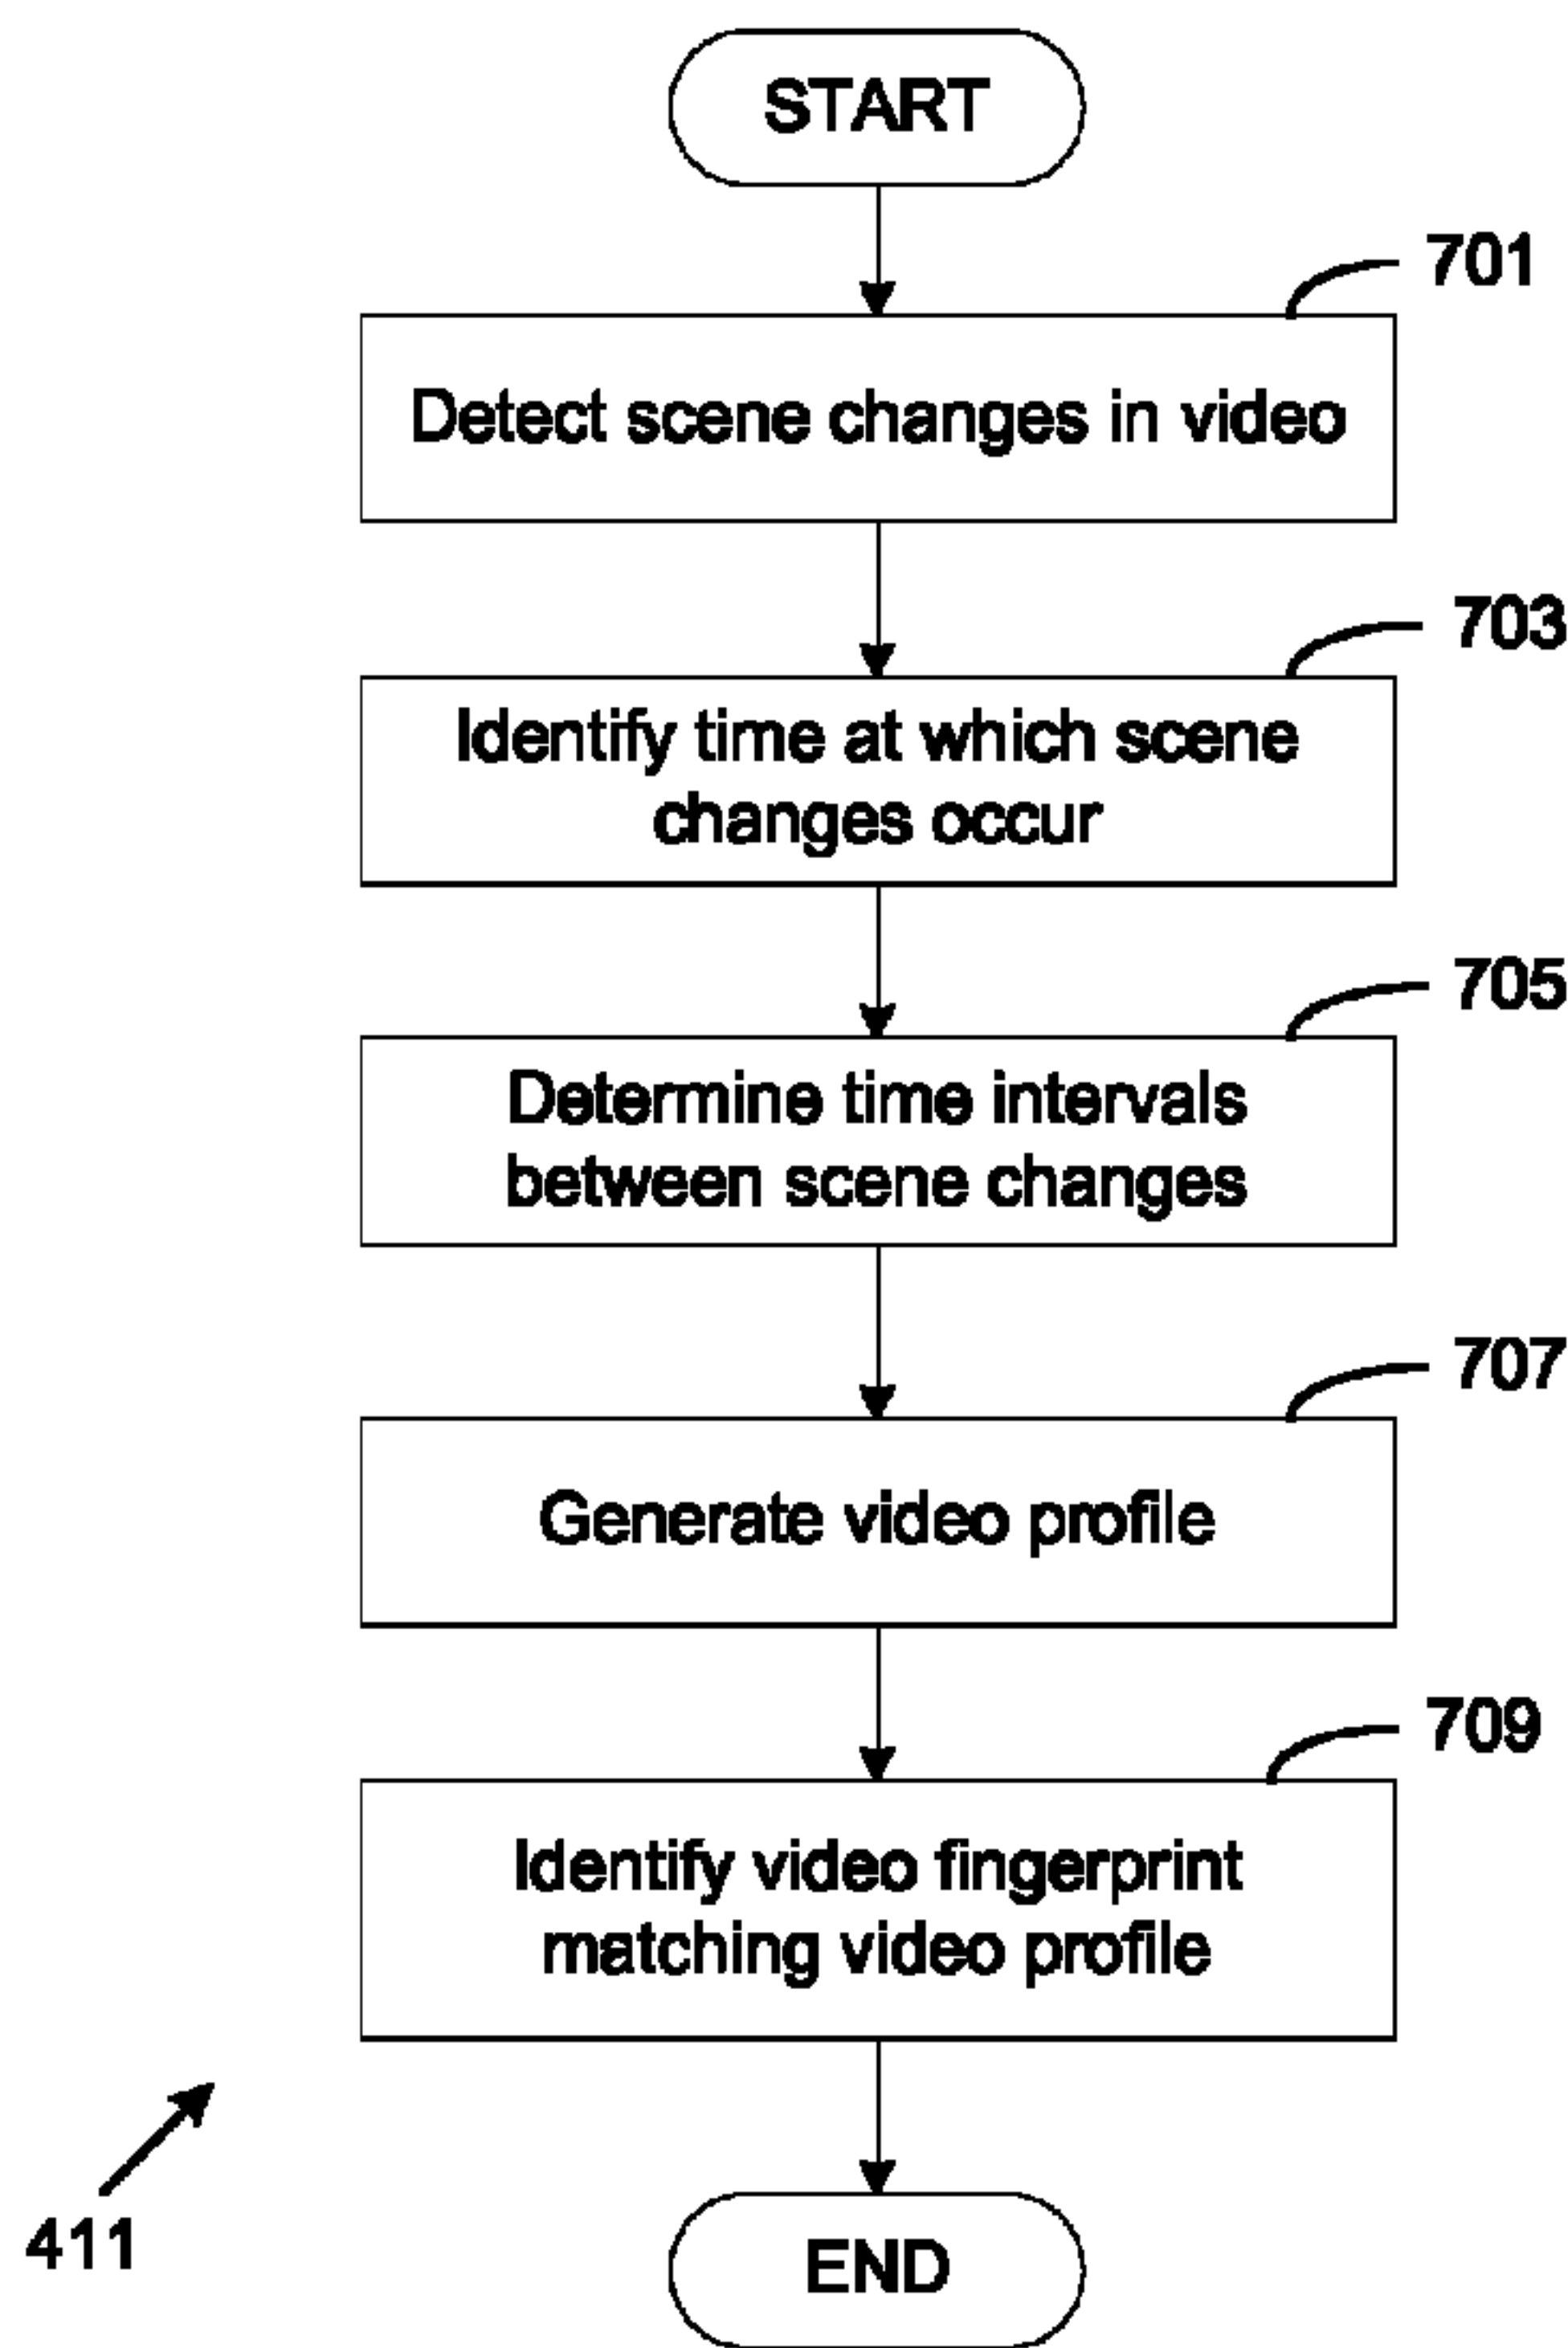 START
701
Detect scene changes in video
703
Identify time at which scene
changes occur
705
Determine time intervals
between scene changes
707
Generate video profile
709
Identify video fingerprint
matching video profile
411
END